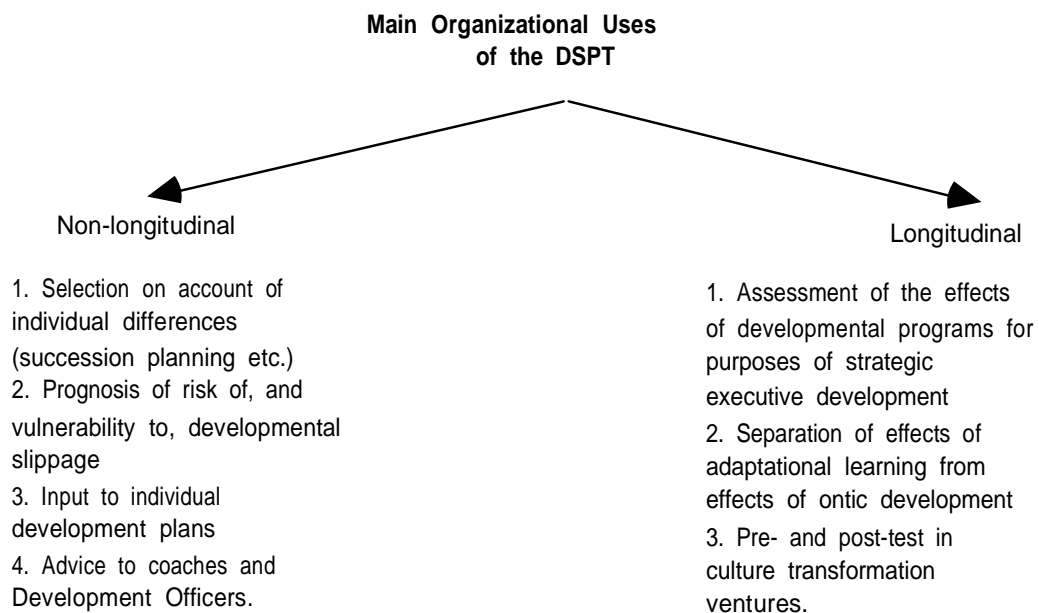 Main Organizational Uses
of the DSPT
Non-longitudinal
1. Selection on account of
individual differences
(succession planning etc.)
2. Prognosis of risk of, and
vulnerability to, developmental
slippage
3. Input to individual
development plans
4. Advice to coaches and
Development Officers.
Longitudinal
1. Assessment of the effects
of developmental programs for
purposes of strategic
executive development
2. Separation of effects of
adaptational learning from
effects of ontic development
3. Pre- and post-test in
culture transformation
ventures.